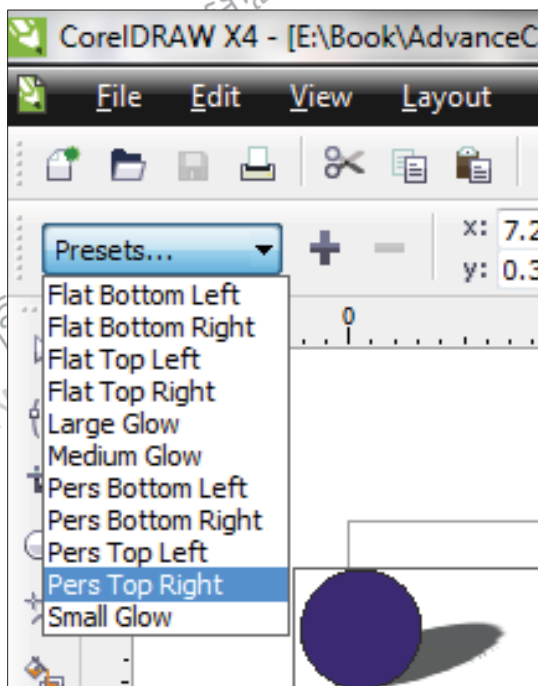 CorelDRAW X4 - [E:\Book\AdvanceC
File Edit View Layout
Presets...
x: 7.2
y: 0.3
0
Flat Bottom Left
Flat Bottom Right
Flat Top Left
Flat Top Right
Large Glow
Medium Glow
Pers Bottom Left
Pers Bottom Right
Pers Top Left
Pers Top Right
Small Glow